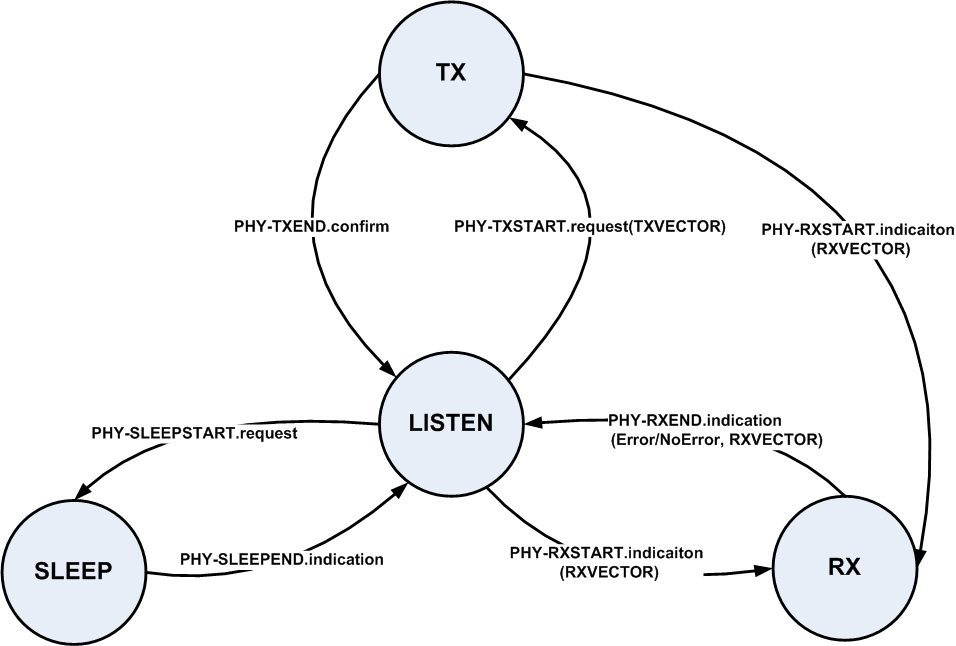 TX
PHY-TXEND.confirm
PHY-TXSTART.request(TXVECTOR)
PHY-RXSTART.indicaiton
(RXVECTOR)
LISTEN
PHY-SLEEPSTART.request
PHY-RXEND.indication
(Error/NoError, RXVECTOR)
SLEEP
PHY-SLEEPEND.indication
PHY-RXSTART.indicaiton
(RXVECTOR)
RX